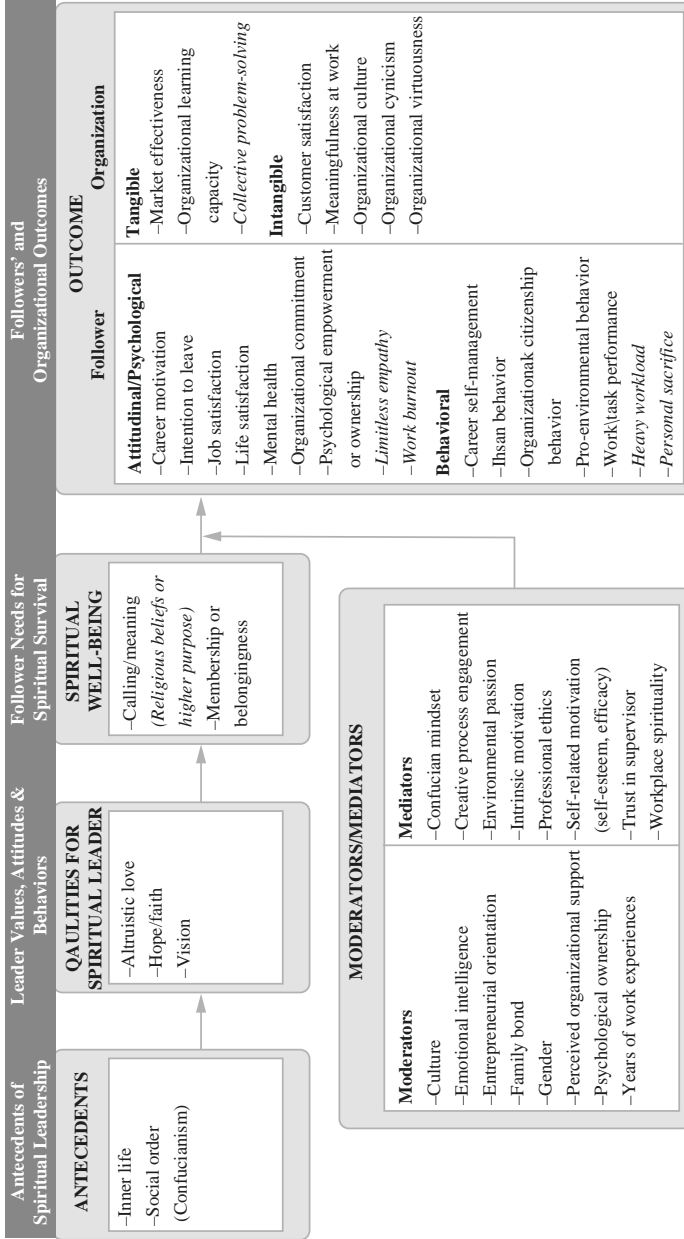 Antecedents of
Spiritual Leadership
Leader Values, Attitudes &
Behaviors
Follower Needs for
Spiritual Survival
Followers' and
Organizational Outcomes
ANTECEDENTS
–Inner life
–Social order
(Confucianism)
QAULITIES FOR
SPIRITUAL LEADER
–Altruistic love
–Hope/faith
–Vision
SPIRITUAL
WELL-BEING
–Calling/meaning
(Religious beliefs or
higher purpose)
–Membership or
belongingness
OUTCOME
Follower
Attitudinal/Psychological
–Career motivation
–Intention to leave
–Job satisfaction
–Life satisfaction
–Mental health
–Organizational commitment
–Psychological empowerment
or ownership
–Limitless empathy
–Work burnout
Behavioral
–Career self-management
–Ihsan behavior
–Organizationak citizenship
behavior
–Pro-environmental behavior
–Work\task performance
–Heavy workload
–Personal sacrifice
Organization
Tangible
–Market effectiveness
–Organizational learning
capacity
–Collective problem-solving
Intangible
–Customer satisfaction
–Meaningfulness at work
–Organizational culture
–Organizational cynicism
–Organizational virtuousness
MODERATORS/MEDIATORS
Moderators
–Culture
–Emotional intelligence
–Entrepreneurial orientation
–Family bond
–Gender
–Perceived organizational support
–Psychological ownership
–Years of work experiences
Mediators
–Confucian mindset
–Creative process engagement
–Environmental passion
–Intrinsic motivation
–Professional ethics
–Self-related motivation
(self-esteem, efficacy)
–Trust in supervisor
–Workplace spirituality